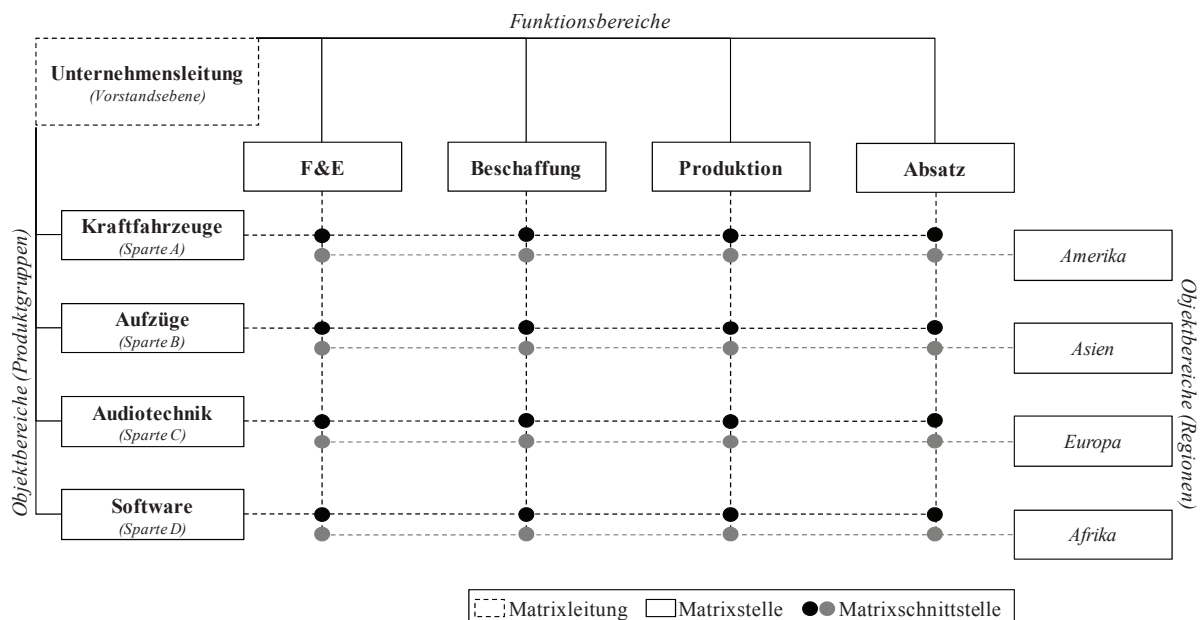 Funktionsbereiche
Unternehmensleitung
(Vorstandsebene)
F&E
Beschaffung
Produktion
Absatz
Objektbereiche (Produktgruppen)
Kraftfahrzeuge
(Sparte A)
Amerika
Aufzüge
(Sparte B)
Asien
Audiotechnik
(Sparte C)
Europa
Software
(Sparte D)
Afrika
Objektbereiche (Regionen)
Matrixleitung
Matrixstelle
Matrixschnittstelle